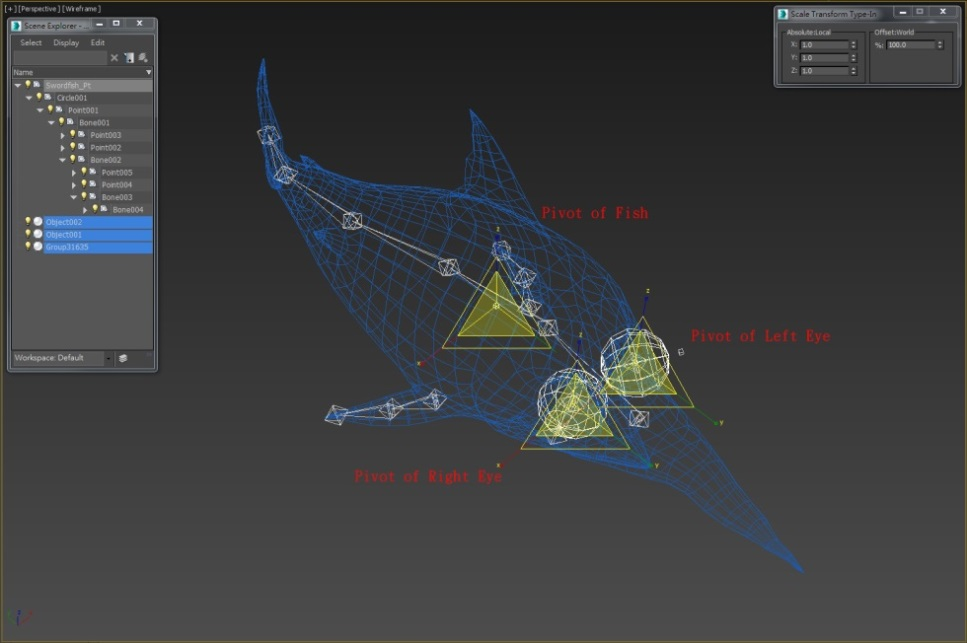 [+] [Perspective] [Wireframe]
Scene Explorer -
Select Display Edit
Name
Swordfish_Pt
Circle001
Point001
Bone001
Point003
Point002
Bone002
Point005
Point004
Bone003
Bone004
Object002
Object001
Group31635
Workspace: Default
Scale Transform Type-In
Absolute:Local
Offset:World
X: 1.0
%: 100.0
Y: 1.0
Z: 1.0
Pivot of Fish
z
z
Pivot of Left Eye
z
x
y
x
y
Pivot of Right Eye